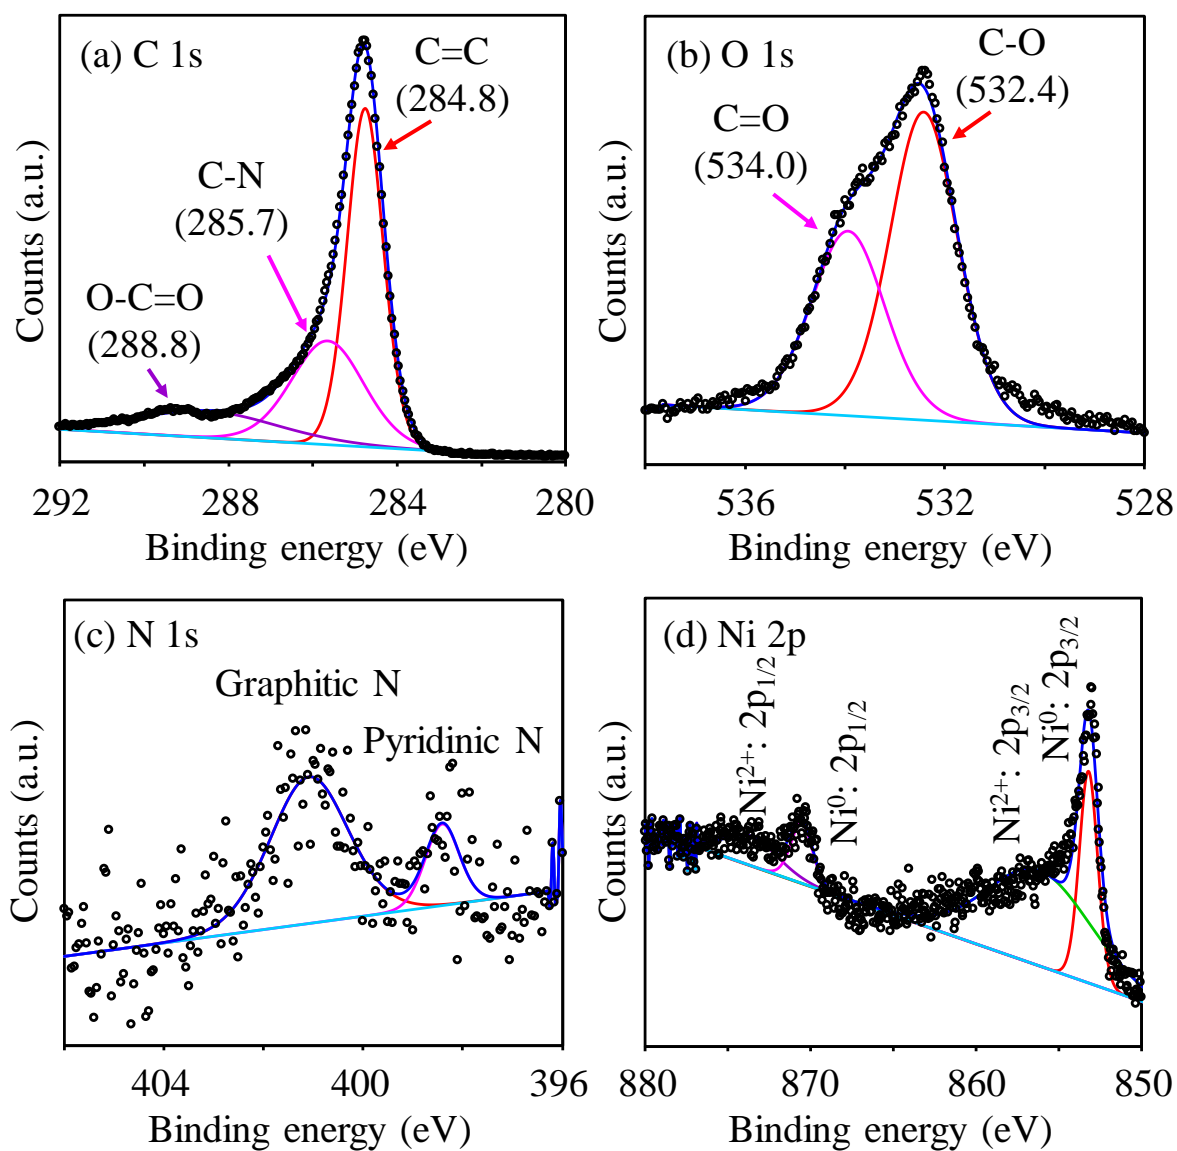 (a) C 1s
C=C
(284.8)
C-N
(285.7)
O-C=O
(288.8)
Counts (a.u.)
292 288 284 280
Binding energy (eV)
(b) O 1s
C-O
(532.4)
C=O
(534.0)
Counts (a.u.)
536 532 528
Binding energy (eV)
(c) N 1s
Graphitic N
Pyridinic N
Counts (a.u.)
404 400 396
Binding energy (eV)
(d) Ni 2p
Ni²⁺: 2p₁/₂
Ni⁰: 2p₁/₂
Ni²⁺: 2p₃/₂
Ni⁰: 2p₃/₂
Counts (a.u.)
880 870 860 850
Binding energy (eV)